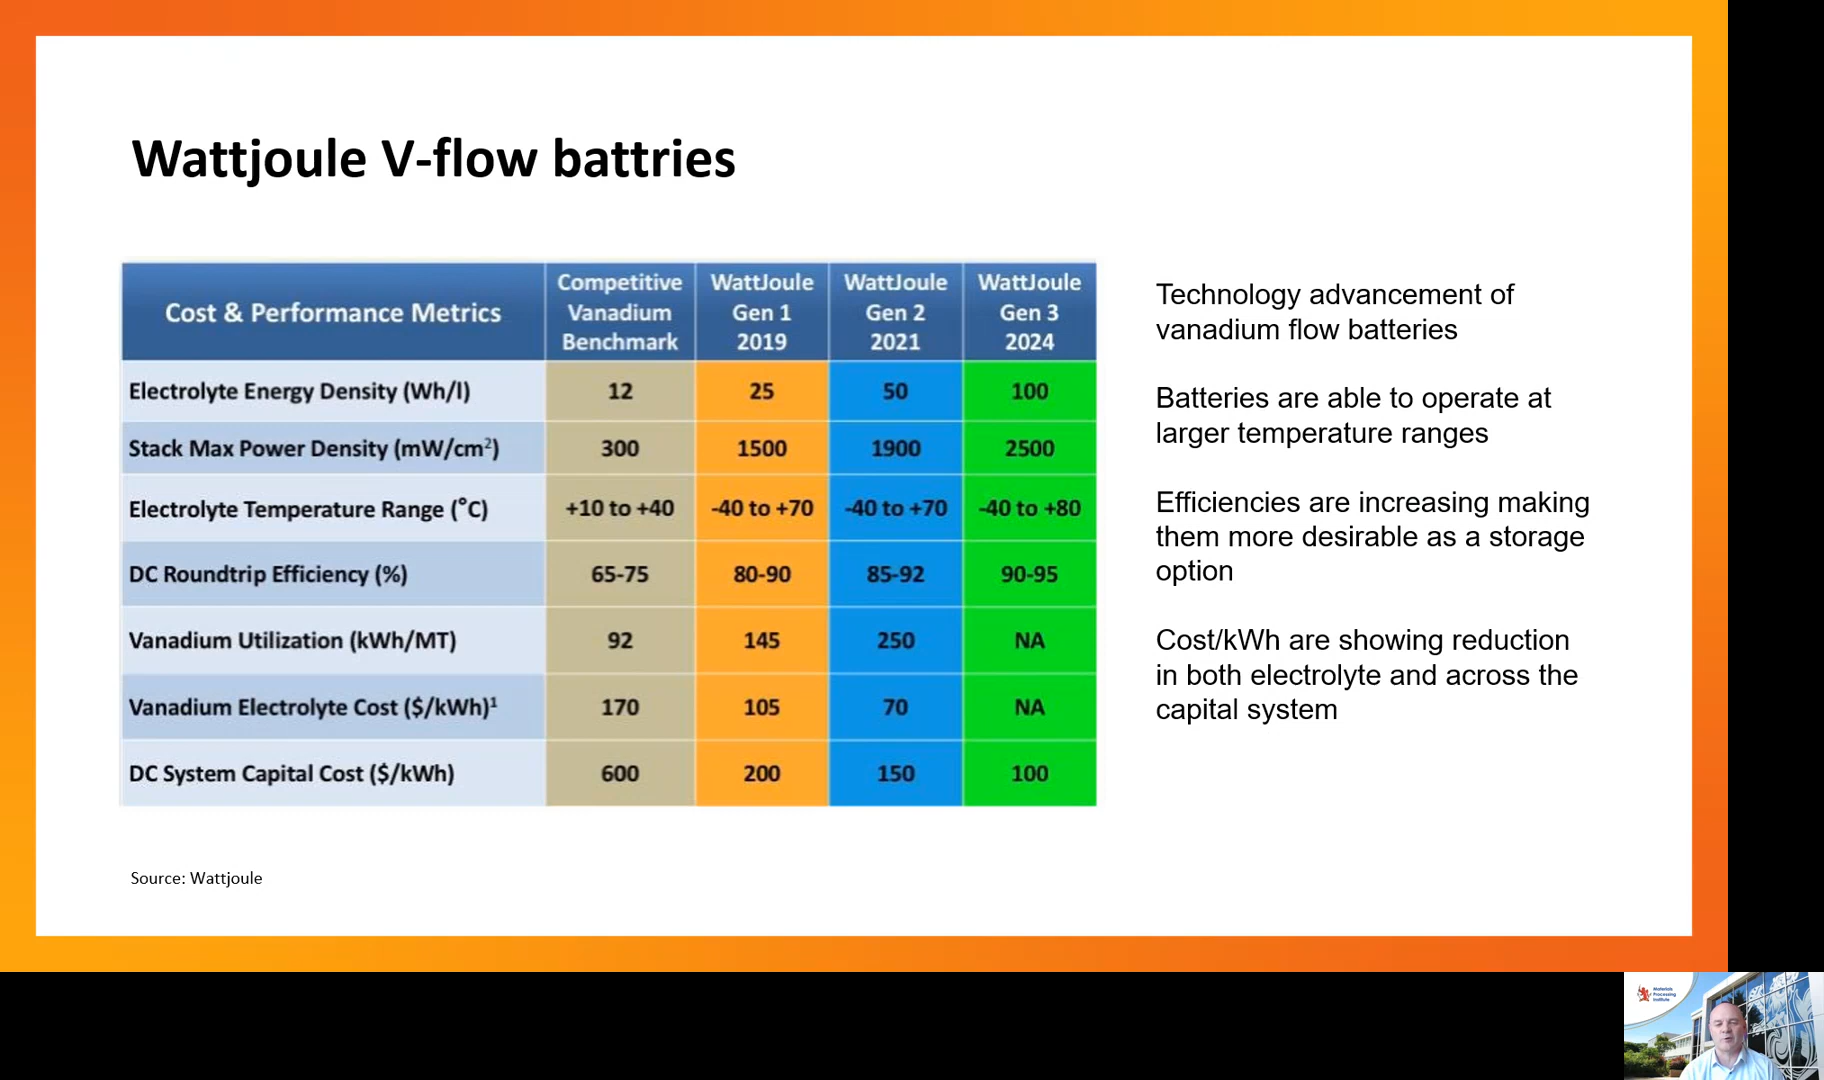 Wattjoule V-flow battries
Cost & Performance Metrics
Competitive
Vanadium
Benchmark
WattJoule
Gen 1
2019
WattJoule
Gen 2
2021
WattJoule
Gen 3
2024
Electrolyte Energy Density (Wh/l) 12 25 50 100
Stack Max Power Density (mW/cm²) 300 1500 1900 2500
Electrolyte Temperature Range (°C) +10 to +40 -40 to +70 -40 to +70 -40 to +80
DC Roundtrip Efficiency (%) 65-75 80-90 85-92 90-95
Vanadium Utilization (kWh/MT) 92 145 250 NA
Vanadium Electrolyte Cost ($/kWh)¹ 170 105 70 NA
DC System Capital Cost ($/kWh) 600 200 150 100
Technology advancement of
vanadium flow batteries
Batteries are able to operate at
larger temperature ranges
Efficiencies are increasing making
them more desirable as a storage
option
Cost/kWh are showing reduction
in both electrolyte and across the
capital system
Source: Wattjoule
Materials
Processing
Institute